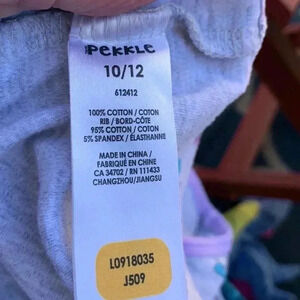 PEKKLE
10/12
612412
100% COTTON / COTON
RIB / BORD-CÔTE
95% COTTON / COTON
5% SPANDEX / ÉLASTHANNE
MADE IN CHINA /
FABRIQUÉ EN CHINE
CA 34702 / RN 111433
CHANGZHOU/JIANGSU
L0918035
J509